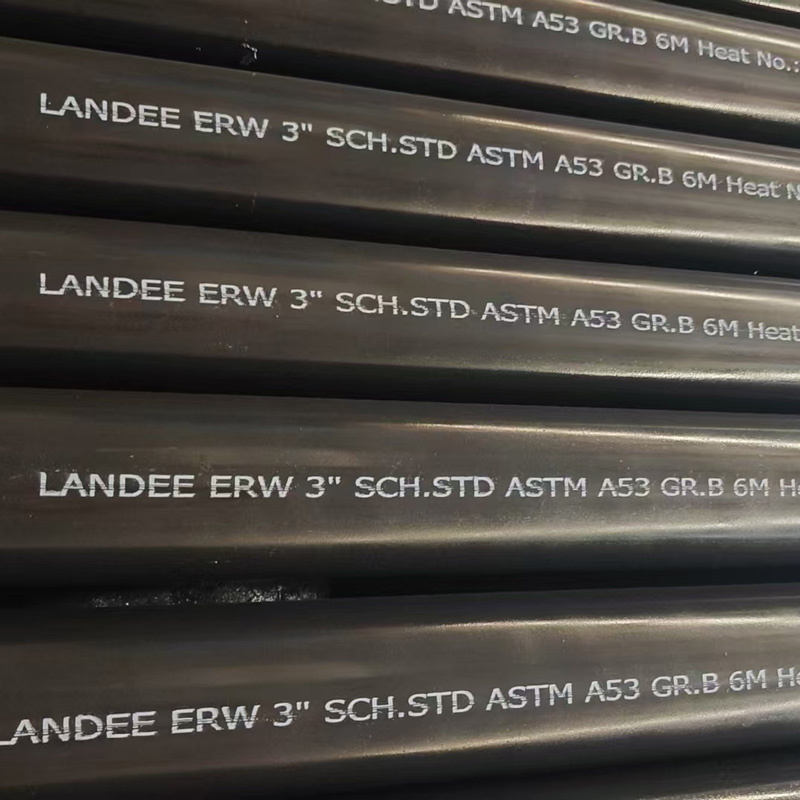 ASTM A53 GR.B 6M Heat No.:
LANDEE ERW 3" SCH.STD ASTM A53 GR.B 6M Heat
LANDEE ERW 3" SCH.STD ASTM A53 GR.B 6M Heat
LANDEE ERW 3" SCH.STD ASTM A53 GR.B 6M
LANDEE ERW 3" SCH.STD ASTM A53 GR.B 6M